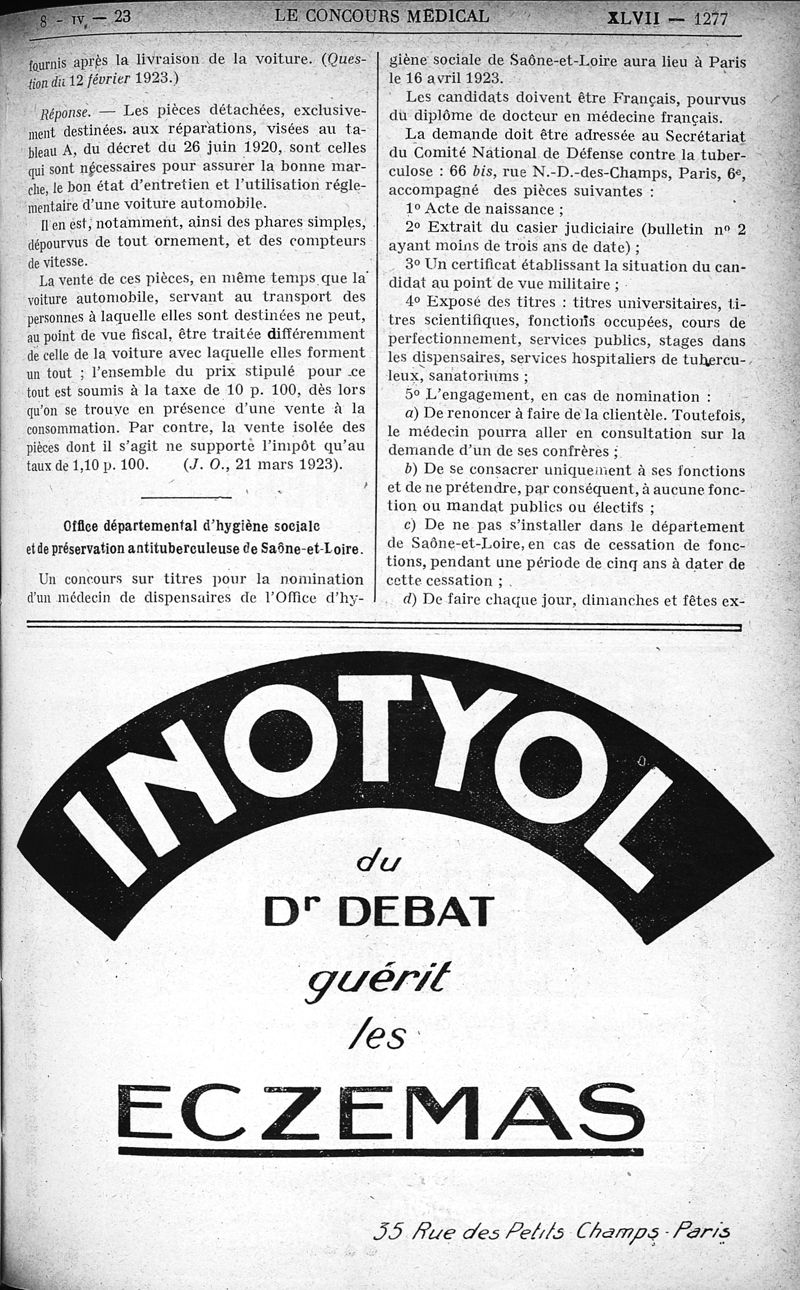 8 - IV. - 23
LE CONCOURS MÉDICAL
XLVII — 1277
fournis après la livraison de la voiture. (Ques-
tion du 12 février 1923.)
Réponse. — Les pièces détachées, exclusive-
ment destinées. aux réparations, visées au ta-
bleau A, du décret du 26 juin 1920, sont celles
qui sont nécessaires pour assurer la bonne mar-
che, le bon état d'entretien et l'utilisation régle-
mentaire d'une voiture automobile.
Il en est, notamment, ainsi des phares simples,
dépourvus de tout ornement, et des compteurs
de vitesse.
La vente de ces pièces, en même temps que la
voiture automobile, servant au transport des
personnes à laquelle elles sont destinées ne peut,
au point de vue fiscal, être traitée différemment
de celle de la voiture avec laquelle elles forment
un tout ; l'ensemble du prix stipulé pour ce
tout est soumis à la taxe de 10 p. 100, dès lors
qu'on se trouve en présence d'une vente à la
consommation. Par contre, la vente isolée des
pièces dont il s'agit ne supporte l'impôt qu'au
taux de 1,10 p. 100. (J. O., 21 mars 1923).
Office départemental d'hygiène sociale
et de préservation antituberculeuse de Saône-et-Loire.
Un concours sur titres pour la nomination
d'un médecin de dispensaires de l'Office d'hy-
giène sociale de Saône-et-Loire aura lieu à Paris
le 16 avril 1923.
Les candidats doivent être Français, pourvus
du diplôme de docteur en médecine français.
La demande doit être adressée au Secrétariat
du Comité National de Défense contre la tuber-
culose : 66 bis, rue N.-D.-des-Champs, Paris, 6e,
accompagné des pièces suivantes :
1º Acte de naissance ;
2º Extrait du casier judiciaire (bulletin nº 2
ayant moins de trois ans de date) ;
3º Un certificat établissant la situation du can-
didat au point de vue militaire ;
4º Exposé des titres : titres universitaires, ti-
tres scientifiques, fonctions occupées, cours de
perfectionnement, services publics, stages dans
les dispensaires, services hospitaliers de tubercu-
leux, sanatoriums ;
5º L'engagement, en cas de nomination :
a) De renoncer à faire de la clientèle. Toutefois,
le médecin pourra aller en consultation sur la
demande d'un de ses confrères ;
b) De se consacrer uniquement à ses fonctions
et de ne prétendre, par conséquent, à aucune fonc-
tion ou mandat publics ou électifs ;
c) De ne pas s'installer dans le département
de Saône-et-Loire, en cas de cessation de fonc-
tions, pendant une période de cinq ans à dater de
cette cessation ;
d) De faire chaque jour, dimanches et fêtes ex-
INOTYOL
du
Dr DEBAT
guérit
les
ECZEMAS
35 Rue des Petits Champs - Paris